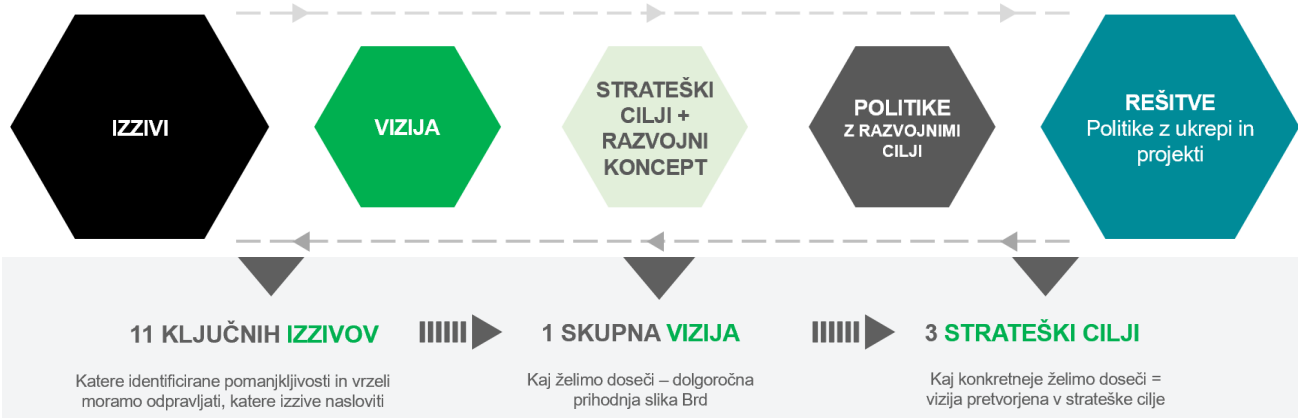 IZZIVI
VIZIJA
STRATEŠKI
CILJI +
RAZVOJNI
KONCEPT
POLITIKE
Z RAZVOJNIMI
CILJI
REŠITVE
Politike z ukrepi in
projekti
11 KLJUČNIH IZZIVOV
Katere identificirane pomanjkljivosti in vrzeli
moramo odpravljati, katere izzive nasloviti
1 SKUPNA VIZIJA
Kaj želimo doseči – dolgoročna
prihodnja slika Brd
3 STRATEŠKI CILJI
Kaj konkretneje želimo doseči =
vizija pretvorjena v strateške cilje